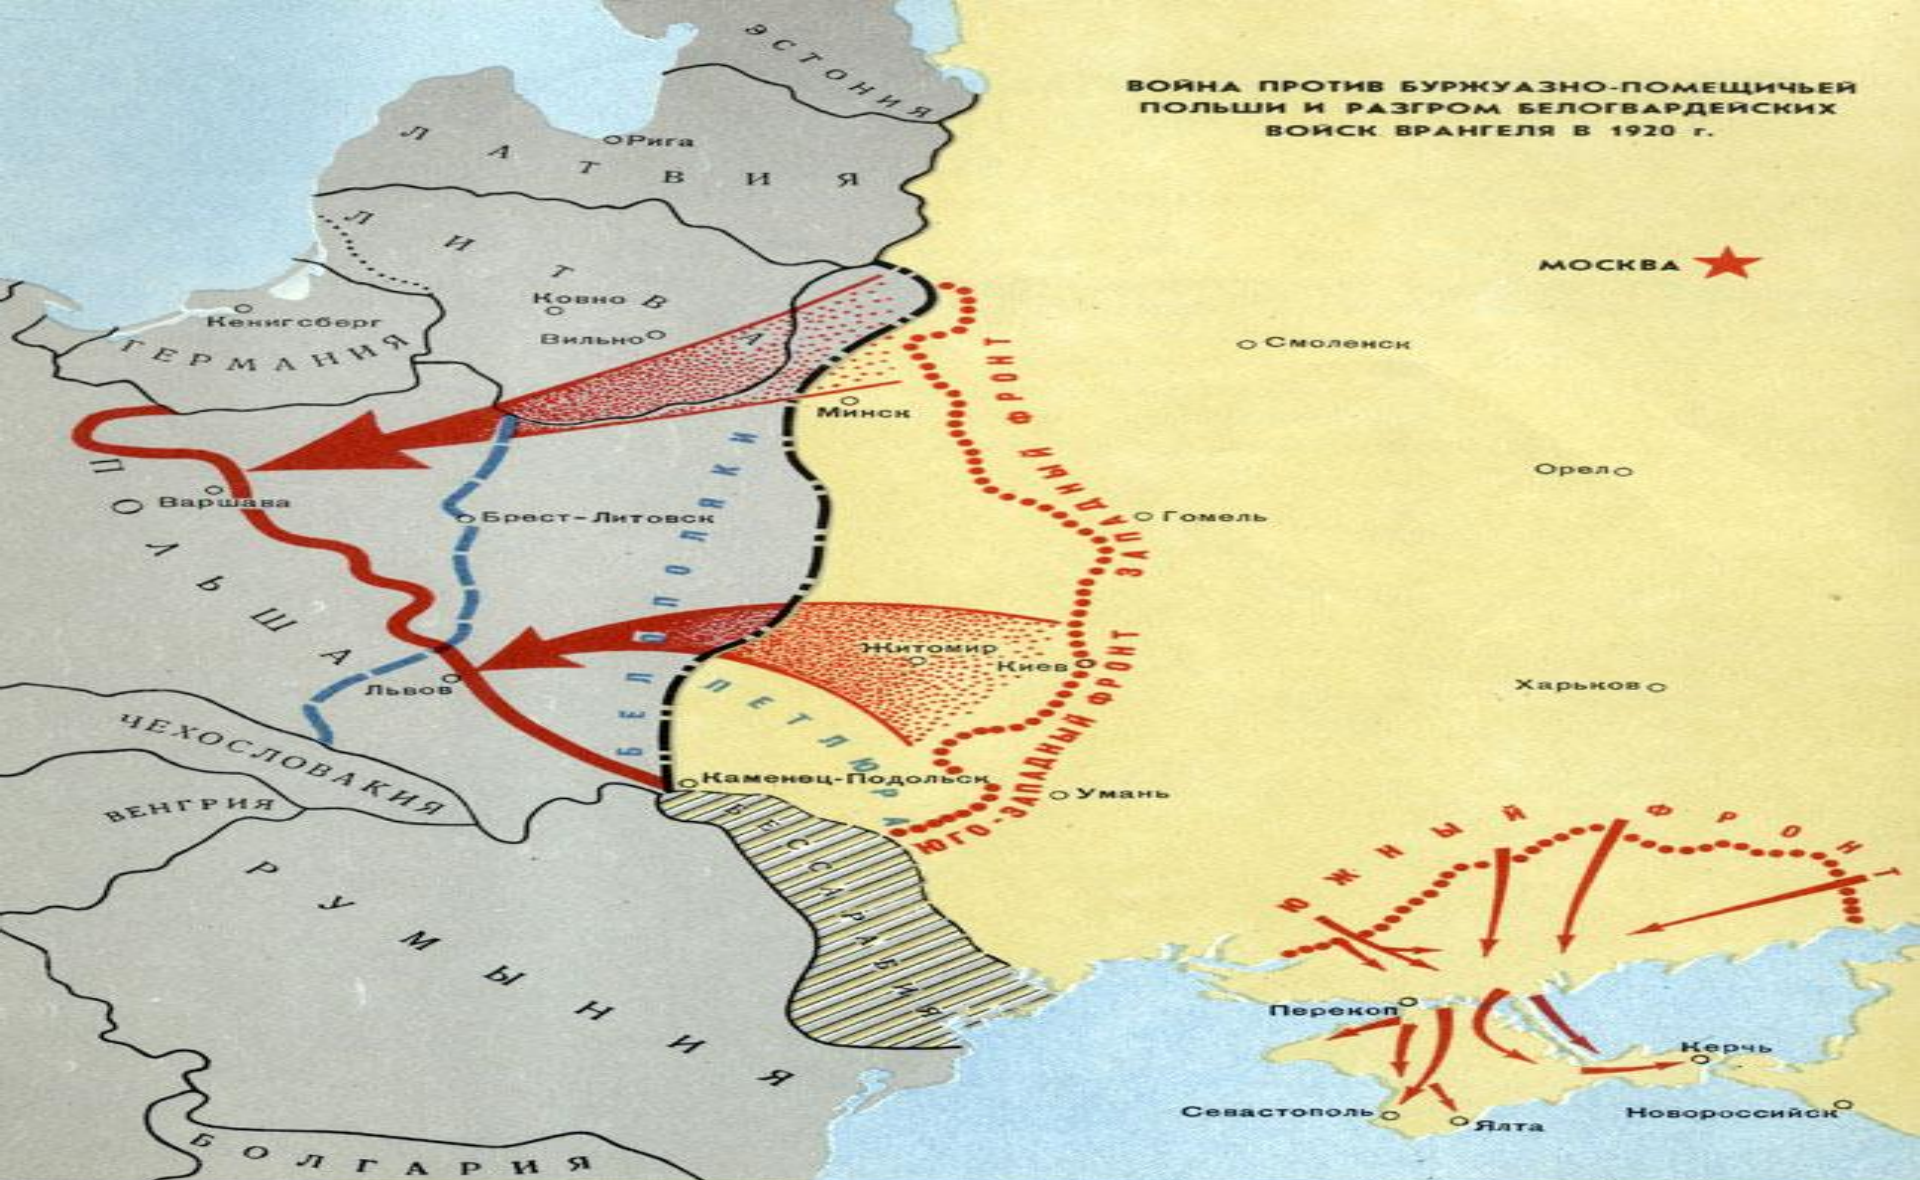 ЭСТОНИЯ
ВОЙНА ПРОТИВ БУРЖУАЗНО-ПОМЕЩИЧЬЕЙ
ПОЛЬШИ И РАЗГРОМ БЕЛОГВАРДЕЙСКИХ
ВОЙСК ВРАНГЕЛЯ В 1920 г.
Рига
ЛАТВИЯ
ЛИТВА
МОСКВА
Ковно
Кенигсберг
Вильно
ГЕРМАНИЯ
Смоленск
ЗАПАДНЫЙ ФРОНТ
Минск
Орел
ПОЛЬША
Варшава
Брест-Литовск
Гомель
БЕЛОПОЛЯКИ
Житомир
Киев
Львов
Харьков
ПЕТЛЮРА
ЧЕХОСЛОВАКИЯ
Каменец-Подольск
Умань
ЮГО-ЗАПАДНЫЙ ФРОНТ
ВЕНГРИЯ
БЕССАРАБИЯ
ЮЖНЫЙ ФРОНТ
РУМЫНИЯ
Перекоп
Керчь
Севастополь
Ялта
Новороссийск
БОЛГАРИЯ